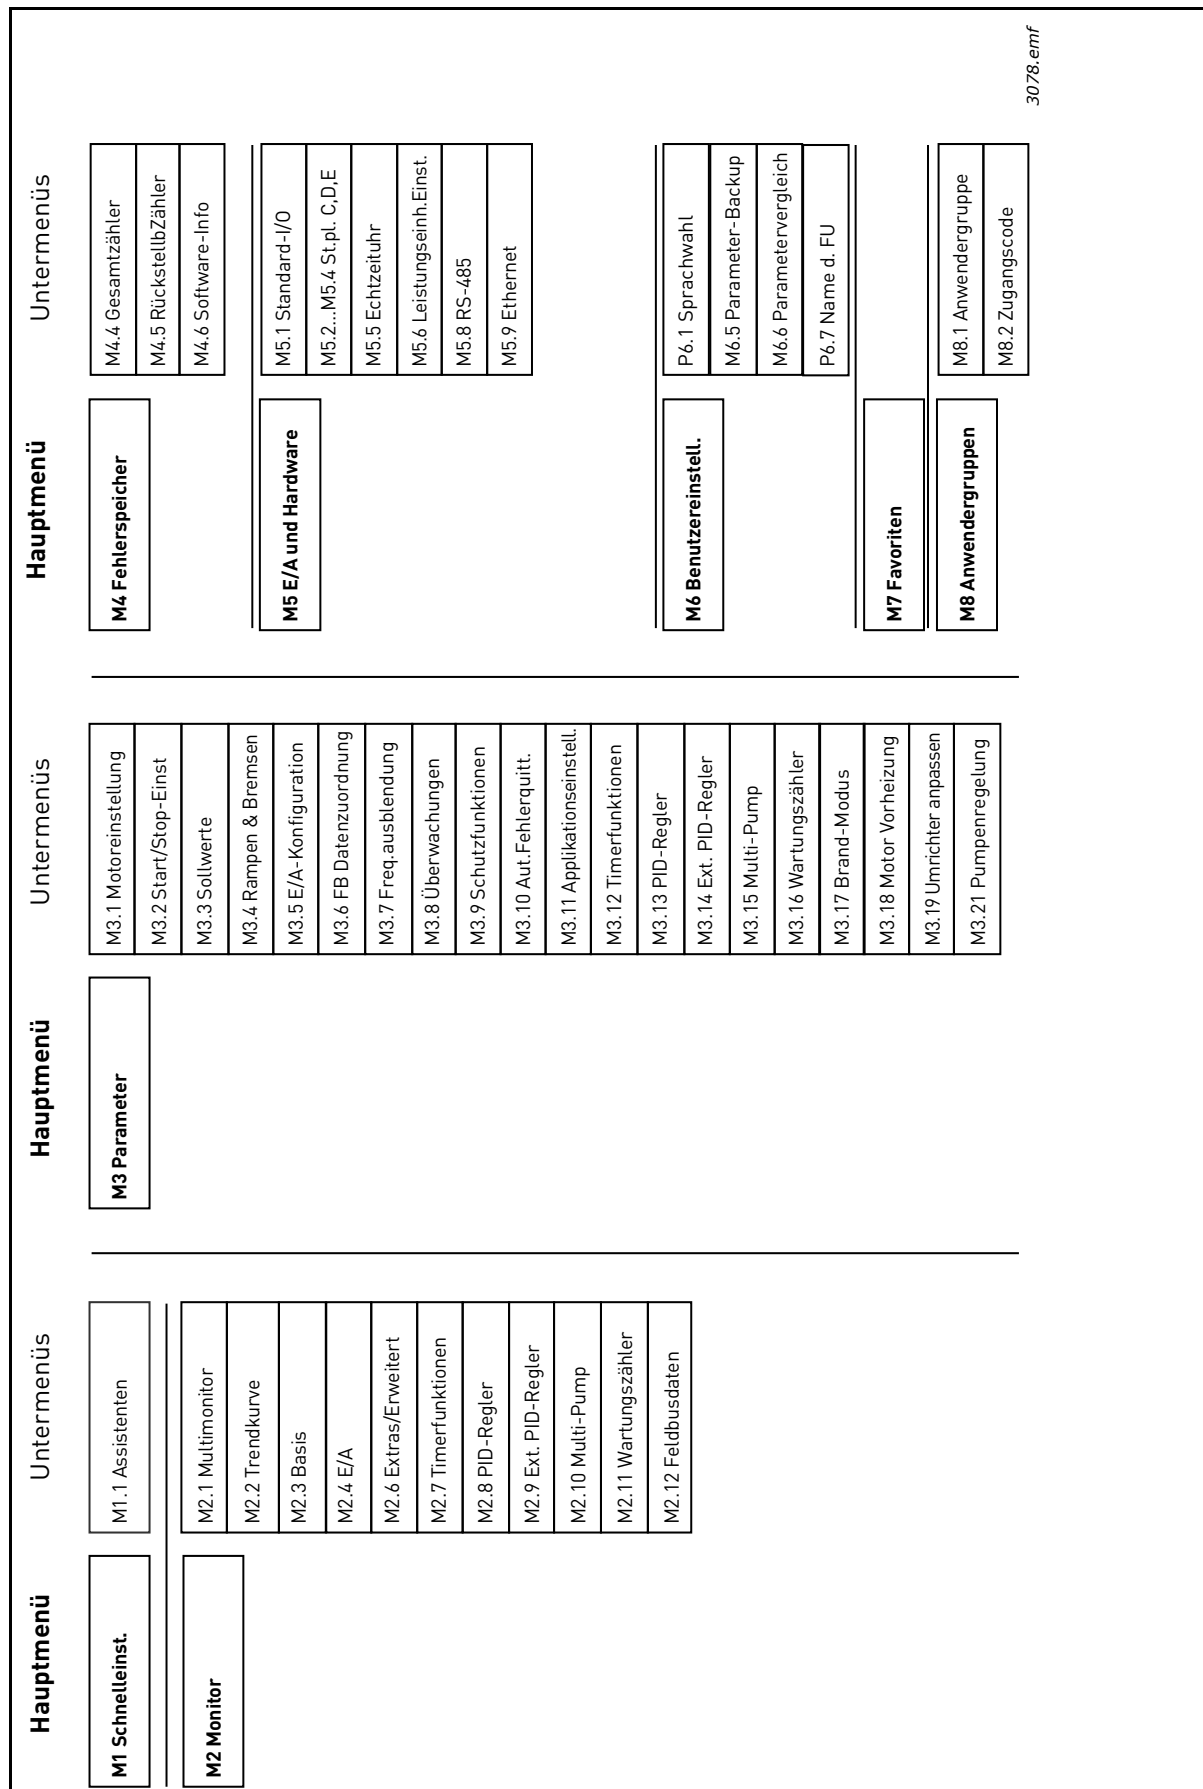 Hauptmenü
Untermenüs
M1 Schnelleinst.
M1.1 Assistenten
M2 Monitor
M2.1 Multimonitor
M2.2 Trendkurve
M2.3 Basis
M2.4 E/A
M2.6 Extras/Erweitert
M2.7 Timerfunktionen
M2.8 PID-Regler
M2.9 Ext. PID-Regler
M2.10 Multi-Pump
M2.11 Wartungszähler
M2.12 Feldbusdaten
Hauptmenü
Untermenüs
M3 Parameter
M3.1 Motoreinstellung
M3.2 Start/Stop-Einst
M3.3 Sollwerte
M3.4 Rampen & Bremsen
M3.5 E/A-Konfiguration
M3.6 FB Datenzuordnung
M3.7 Freq.ausblendung
M3.8 Überwachungen
M3.9 Schutzfunktionen
M3.10 Aut.Fehlerquitt.
M3.11 Applikationseinstell.
M3.12 Timerfunktionen
M3.13 PID-Regler
M3.14 Ext. PID-Regler
M3.15 Multi-Pump
M3.16 Wartungszähler
M3.17 Brand-Modus
M3.18 Motor Vorheizung
M3.19 Umrichter anpassen
M3.21 Pumpenregelung
Hauptmenü
Untermenüs
M4 Fehlerspeicher
M4.4 Gesamtzähler
M4.5 RückstellbZähler
M4.6 Software-Info
M5 E/A und Hardware
M5.1 Standard-I/O
M5.2...M5.4 St.pl. C,D,E
M5.5 Echtzeituhr
M5.6 Leistungseinh.Einst.
M5.8 RS-485
M5.9 Ethernet
M6 Benutzereinstell.
P6.1 Sprachwahl
M6.5 Parameter-Backup
M6.6 Parametervergleich
P6.7 Name d. FU
M7 Favoriten
M8 Anwendergruppen
M8.1 Anwendergruppe
M8.2 Zugangscode
3078.emf